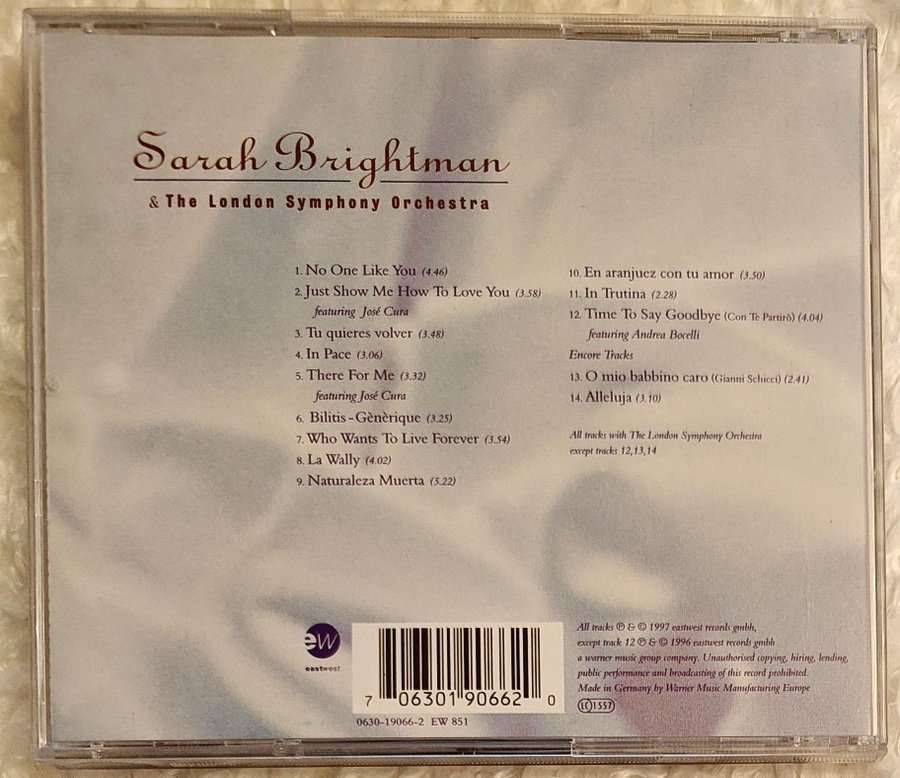 Sarah Brightman
& The London Symphony Orchestra
1. No One Like You (4.46)
2. Just Show Me How To Love You (3.58)
featuring José Cura
3. Tu quieres volver (3.48)
4. In Pace (3.06)
5. There For Me (3.32)
featuring José Cura
6. Bilitis-Gènèrique (3.25)
7. Who Wants To Live Forever (3.54)
8. La Wally (4.02)
9. Naturaleza Muerta (5.22)
10. En aranjuez con tu amor (3.50)
11. In Trutina (2.28)
12. Time To Say Goodbye (Con Te Partirò) (4.04)
featuring Andrea Bocelli
Encore Tracks
13. O mio babbino caro (Gianni Schicci) (2.41)
14. Alleluja (3.10)
All tracks with The London Symphony Orchestra
except tracks 12,13,14
ew
eastwest
7 06301 90662 0
0630-19066-2 EW 851
All tracks ℗ & © 1997 eastwest records gmbh,
except track 12 ℗ & © 1996 eastwest records gmbh
a warner music group company. Unauthorised copying, hiring, lending,
public performance and broadcasting of this record prohibited.
Made in Germany by Warner Music Manufacturing Europe
LC 1557